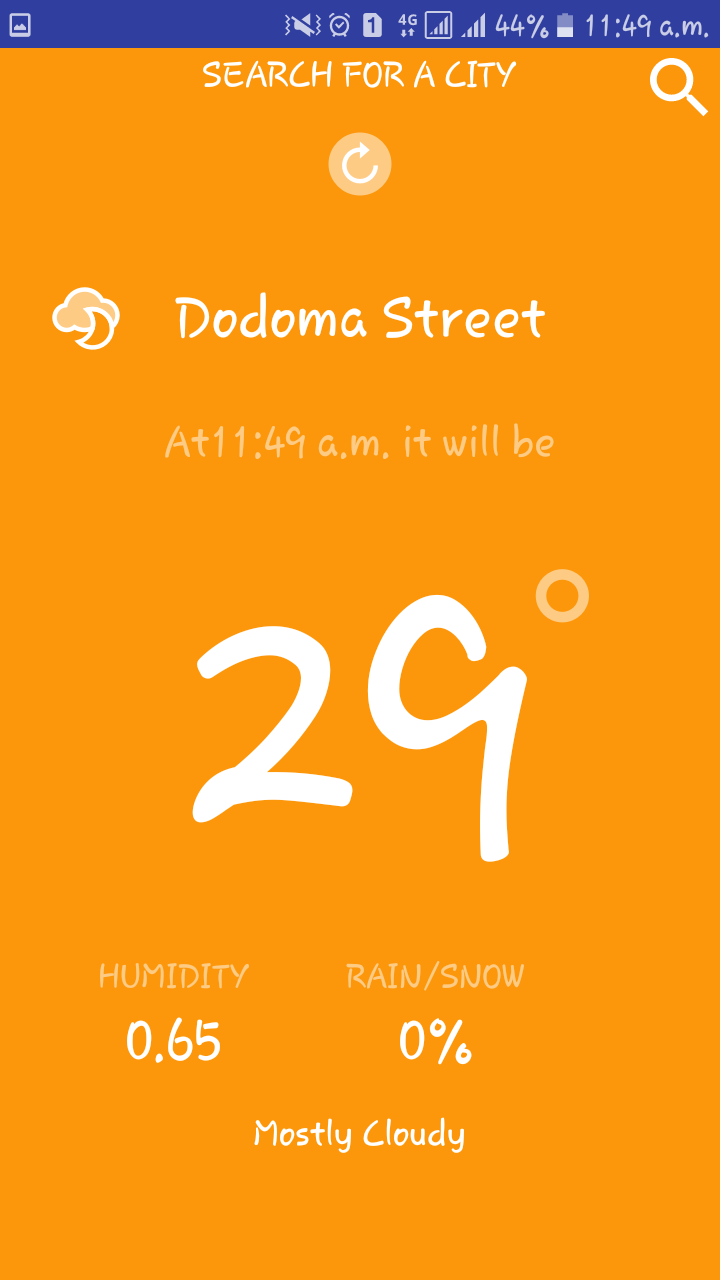 1 4G 44% 11:49 a.m.
SEARCH FOR A CITY
Dodoma Street
At11:49 a.m. it will be
29
HUMIDITY RAIN/SNOW
0.65 0%
Mostly Cloudy